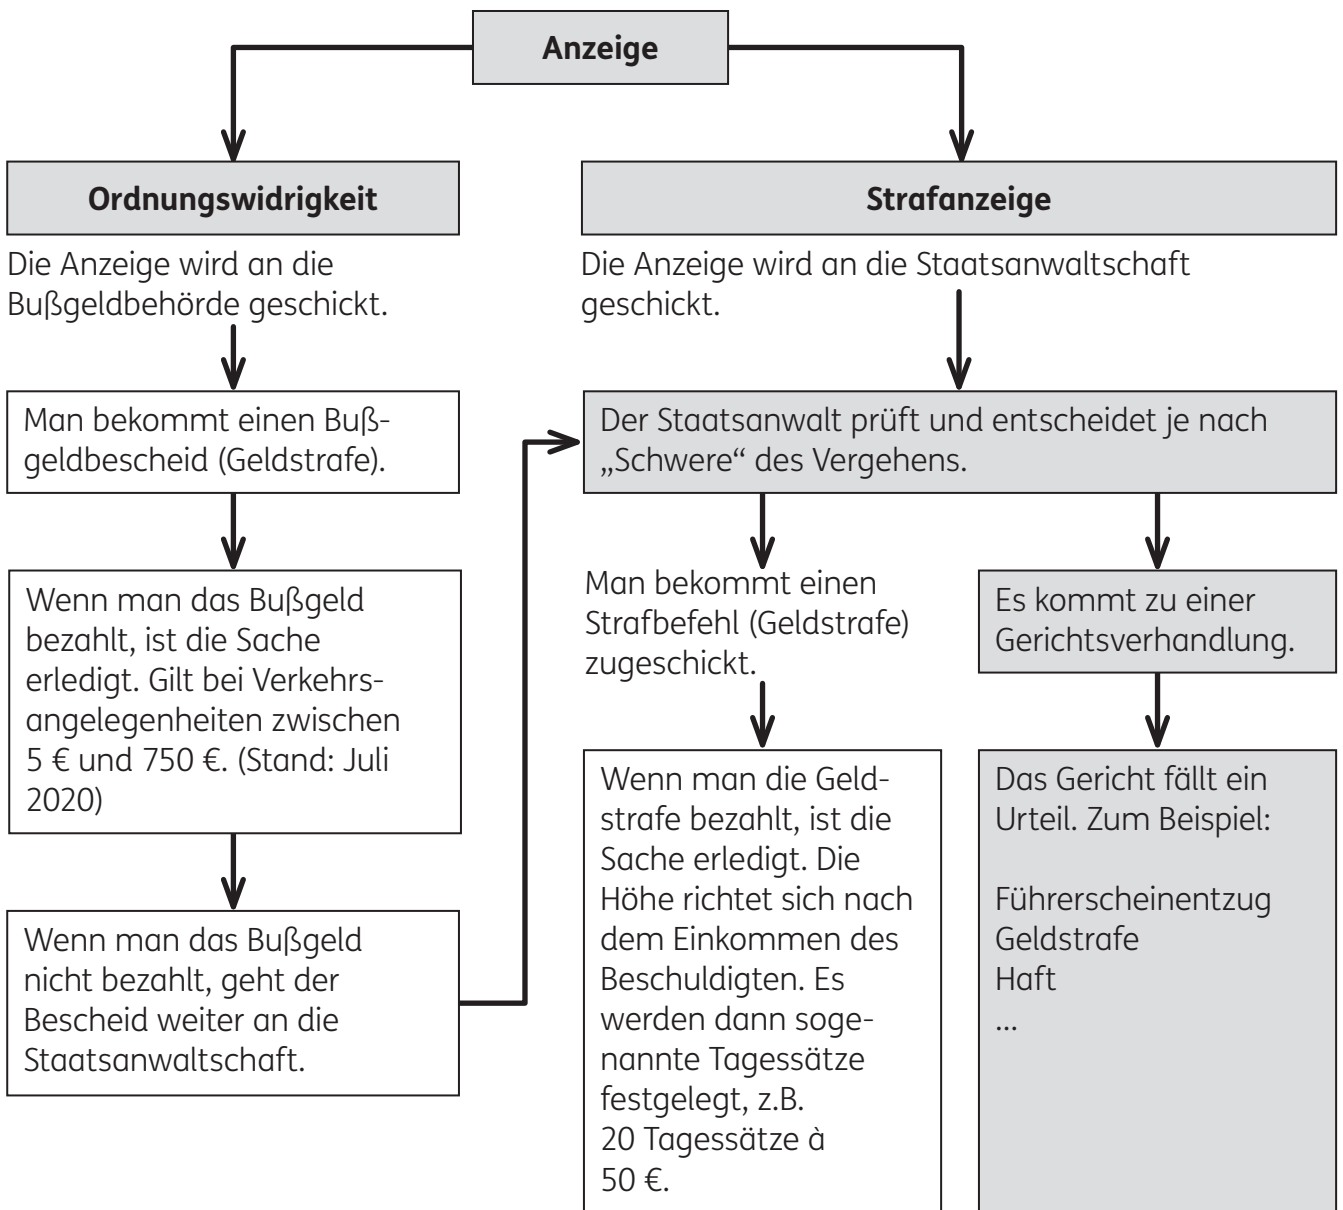 Anzeige
Ordnungswidrigkeit
Die Anzeige wird an die
Bußgeldbehörde geschickt.
Man bekommt einen Buß-
geldbescheid (Geldstrafe).
Wenn man das Bußgeld
bezahlt, ist die Sache
erledigt. Gilt bei Verkehrs-
angelegenheiten zwischen
5 € und 750 €. (Stand: Juli
2020)
Wenn man das Bußgeld
nicht bezahlt, geht der
Bescheid weiter an die
Staatsanwaltschaft.
Strafanzeige
Die Anzeige wird an die Staatsanwaltschaft
geschickt.
Der Staatsanwalt prüft und entscheidet je nach
„Schwere“ des Vergehens.
Man bekommt einen
Strafbefehl (Geldstrafe)
zugeschickt.
Wenn man die Geld-
strafe bezahlt, ist die
Sache erledigt. Die
Höhe richtet sich nach
dem Einkommen des
Beschuldigten. Es
werden dann soge-
nannte Tagessätze
festgelegt, z.B.
20 Tagessätze à
50 €.
Es kommt zu einer
Gerichtsverhandlung.
Das Gericht fällt ein
Urteil. Zum Beispiel:
Führerscheinentzug
Geldstrafe
Haft
...